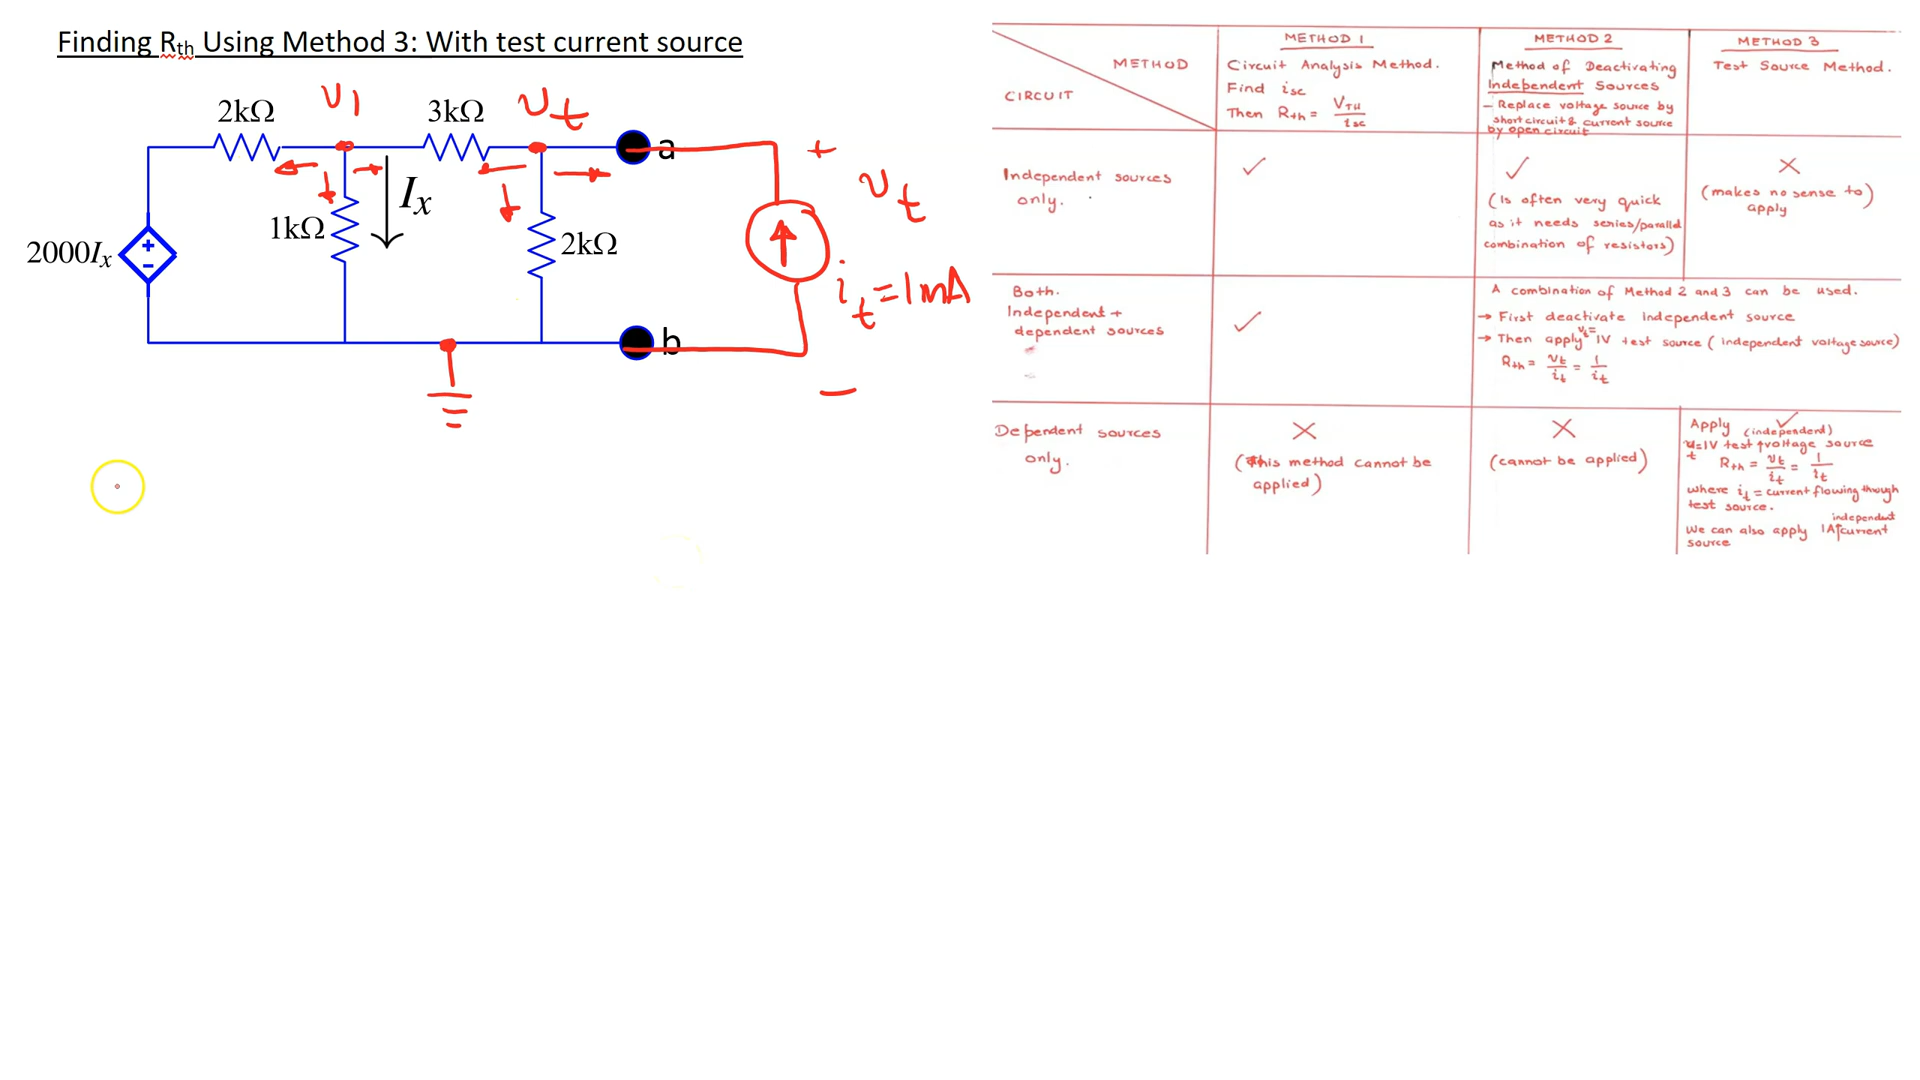 Finding Rth Using Method 3: With test current source
2kΩ
V1
3kΩ
Vt
a
+
Ix
Vt
1kΩ
2kΩ
2000Ix
+
-
it=1mA
b
-
METHOD
CIRCUIT
METHOD 1
Circuit Analysis Method.
Find isc
Then Rth = VTH / isc
METHOD 2
Method of Deactivating
Independent Sources
- Replace voltage source by
short circuit & current source
by open circuit
METHOD 3
Test Source Method.
Independent sources
only.
(Is often very quick
as it needs series/parallel
combination of resistors)
(makes no sense to)
apply
Both.
Independent +
dependent sources
A combination of Method 2 and 3 can be used.
→ First deactivate Independent source
→ Then apply vt= 1V test source ( independent voltage source)
Rth = vt / it = 1 / it
Dependent sources
only.
(This method cannot be
applied)
(cannot be applied)
Apply (independend)
vt=1V test voltage source
Rth = vt / it = 1 / it
where it = current flowing through
test source.
We can also apply 1A independent current
source